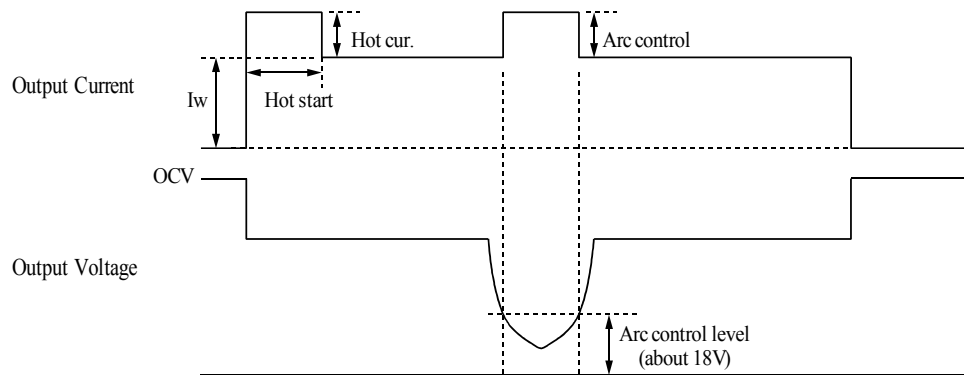 Hot cur.
Arc control
Output Current
Iw
Hot start
OCV
Output Voltage
Arc control level
(about 18V)